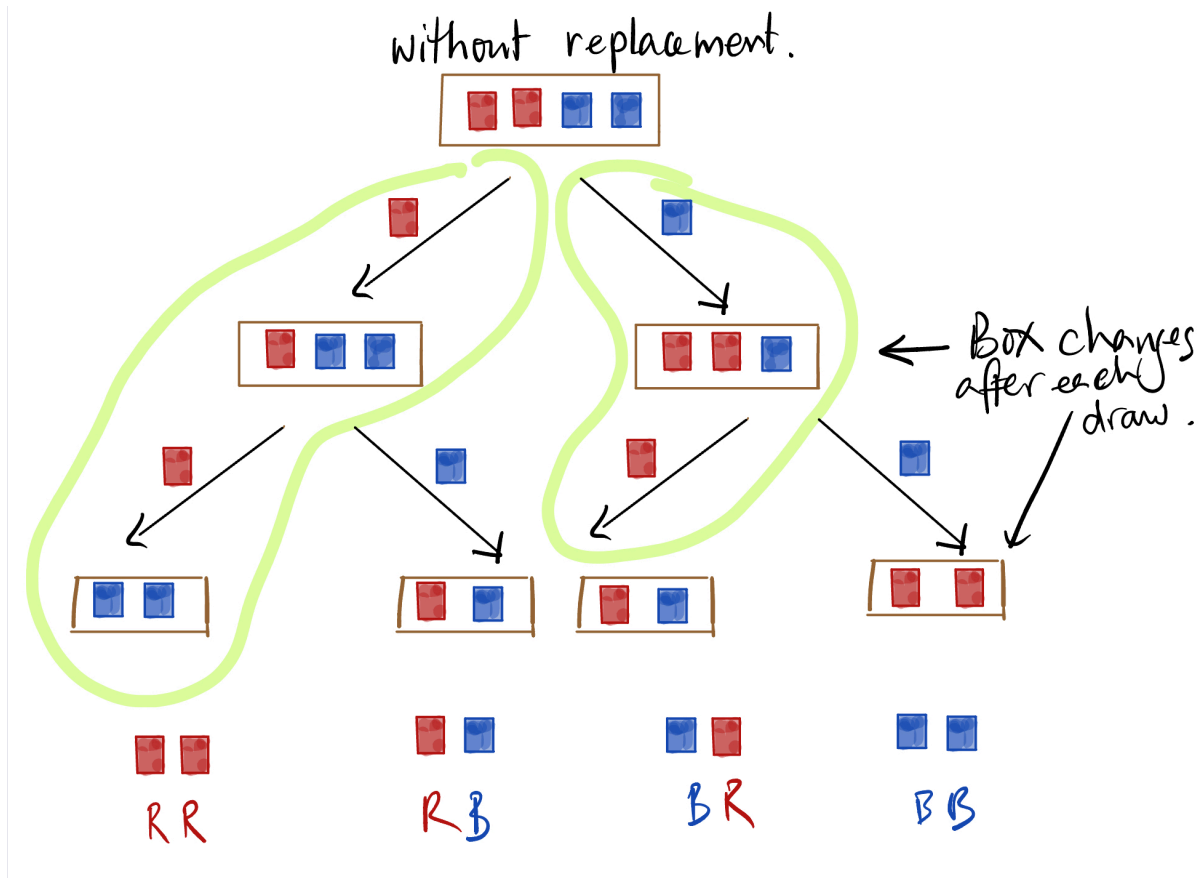 without replacement.
Box changes
after each
draw.
RR
RB
BR
BB